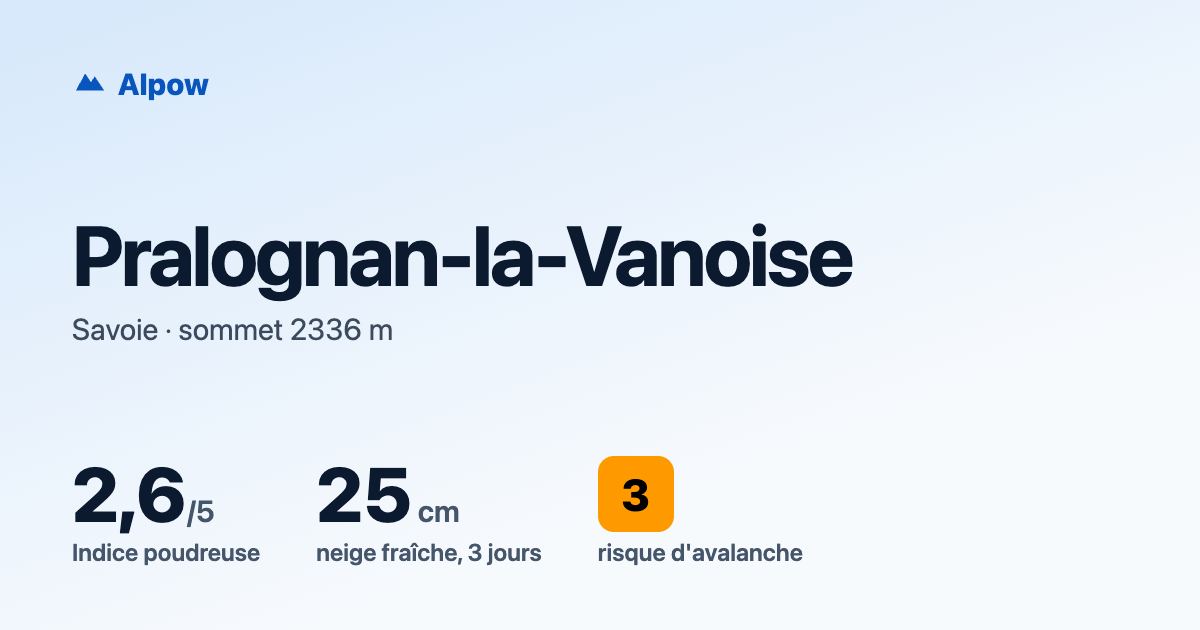 Alpow
Pralognan-la-Vanoise
Savoie · sommet 2336 m
2,6/5
Indice poudreuse
25 cm
neige fraîche, 3 jours
3
risque d'avalanche